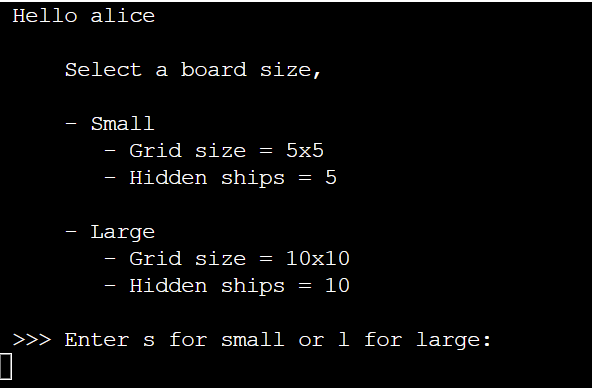 Hello alice
Select a board size,
- Small
- Grid size = 5x5
- Hidden ships = 5
- Large
- Grid size = 10x10
- Hidden ships = 10
>>> Enter s for small or l for large: